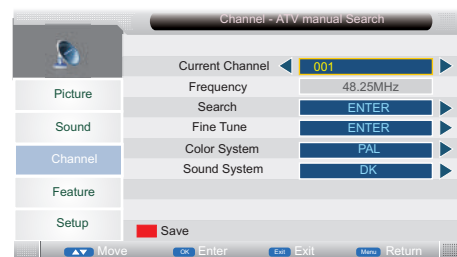 Channel - ATV manual Search
Current Channel 001
Frequency 48.25MHz
Picture
Search ENTER
Sound
Fine Tune ENTER
Color System PAL
Channel
Sound System DK
Feature
Setup
Save
Move OK Enter Exit Exit Menu Return